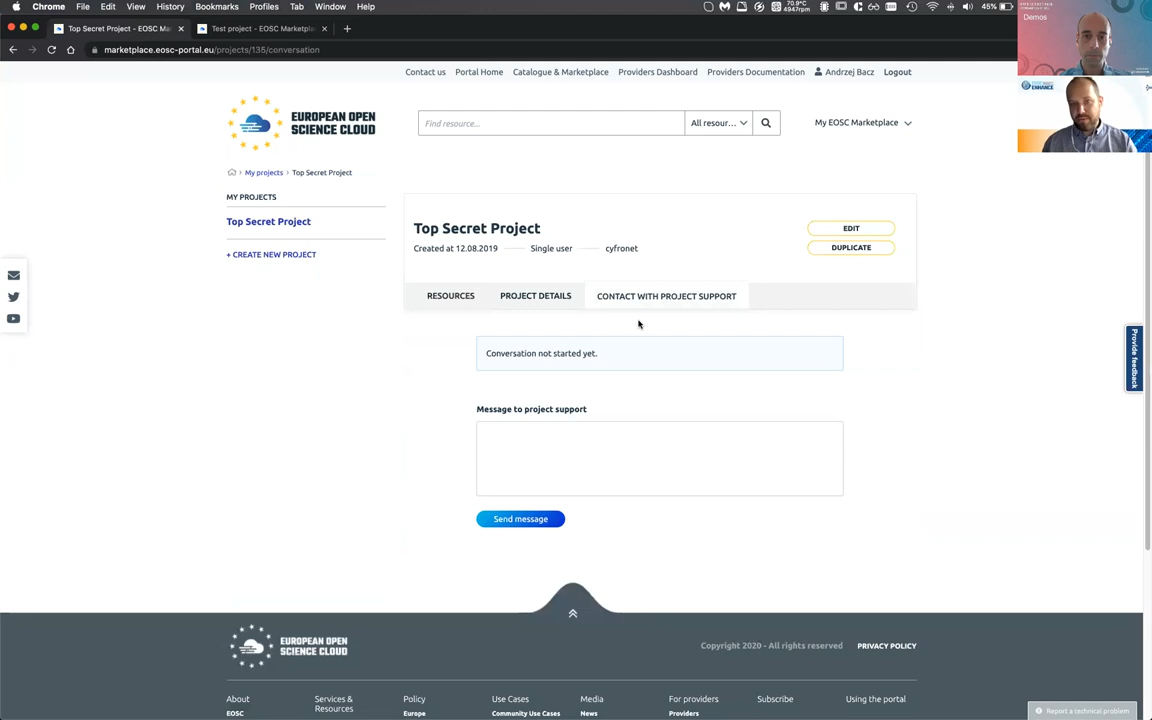 Chrome File Edit View History Bookmarks Profiles Tab Window Help
70.9°C
4947rpm
45%
Top Secret Project - EOSC Ma
Test project - EOSC Marketpla
marketplace.eosc-portal.eu/projects/135/conversation
Demos
ENHANCE
Contact us Portal Home Catalogue & Marketplace Providers Dashboard Providers Documentation Andrzej Bacz Logout
EUROPEAN OPEN
SCIENCE CLOUD
Find resource...
All resour...
My EOSC Marketplace
My projects > Top Secret Project
MY PROJECTS
Top Secret Project
+ CREATE NEW PROJECT
Top Secret Project
Created at 12.08.2019 Single user cyfronet
EDIT
DUPLICATE
RESOURCES PROJECT DETAILS CONTACT WITH PROJECT SUPPORT
Conversation not started yet.
Message to project support
Send message
Provide feedback
EUROPEAN OPEN
SCIENCE CLOUD
Copyright 2020 - All rights reserved PRIVACY POLICY
About
EOSC
Services &
Resources
Policy
Europe
Use Cases
Community Use Cases
Media
News
For providers
Providers
Subscribe
Using the portal
Report a technical problem